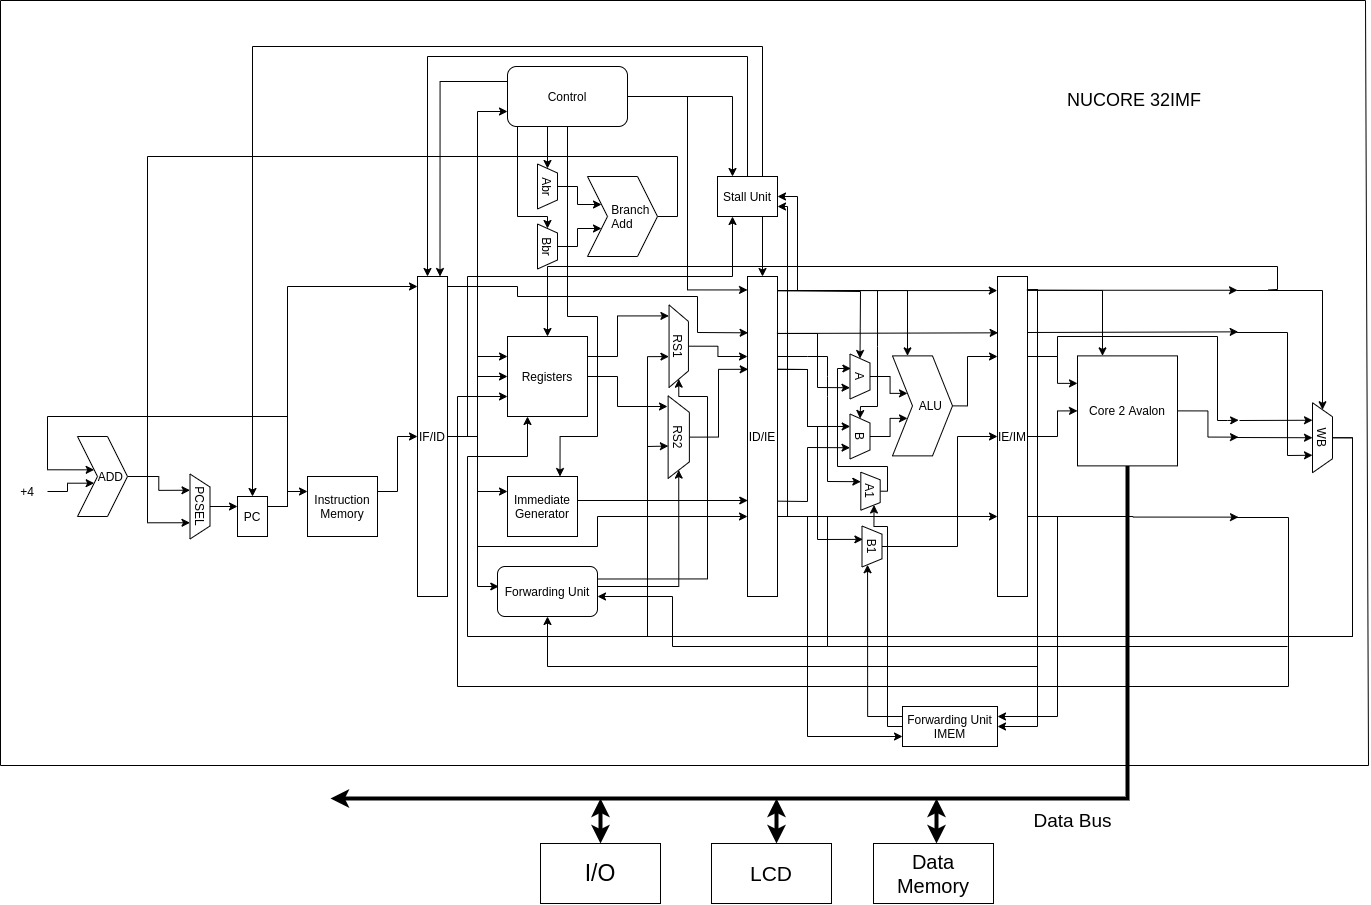 NUCORE 32IMF
Control
Abr
Bbr
Branch
Add
Stall Unit
+4
ADD
PCSEL
PC
Instruction
Memory
IF/ID
Registers
Immediate
Generator
Forwarding Unit
RS1
RS2
ID/IE
A
B
ALU
A1
B1
IE/IM
Core 2 Avalon
WB
Forwarding Unit
IMEM
Data Bus
I/O
LCD
Data
Memory